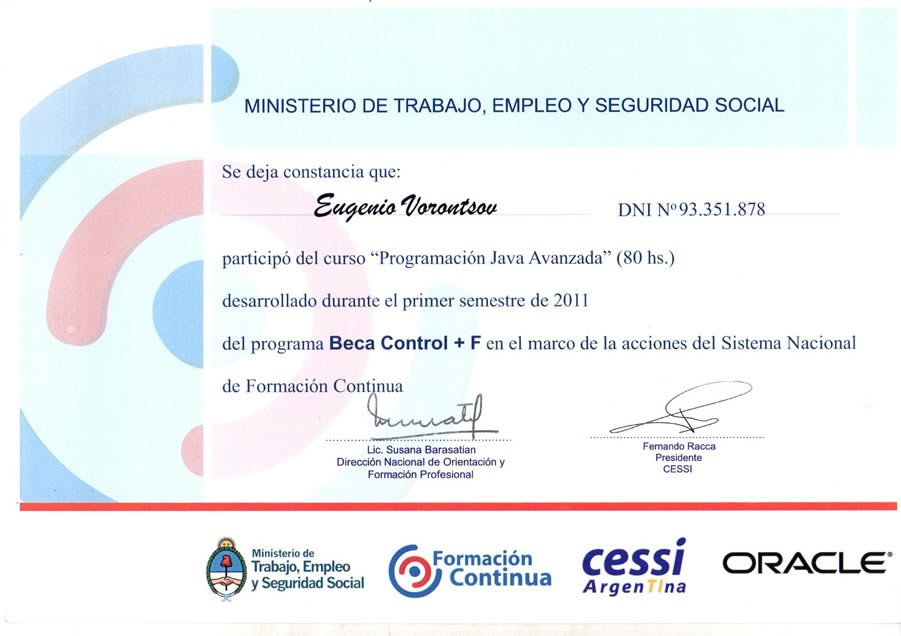 MINISTERIO DE TRABAJO, EMPLEO Y SEGURIDAD SOCIAL
Se deja constancia que:
Eugenio Vorontsov DNI Nº 93.351.878
participó del curso “Programación Java Avanzada” (80 hs.)
desarrollado durante el primer semestre de 2011
del programa Beca Control + F en el marco de la acciones del Sistema Nacional
de Formación Continua
Lic. Susana Barasatian
Dirección Nacional de Orientación y
Formación Profesional
Fernando Racca
Presidente
CESSI
Ministerio de
Trabajo, Empleo
y Seguridad Social
Formación
Continua
cessi
ArgenTIna
ORACLE®